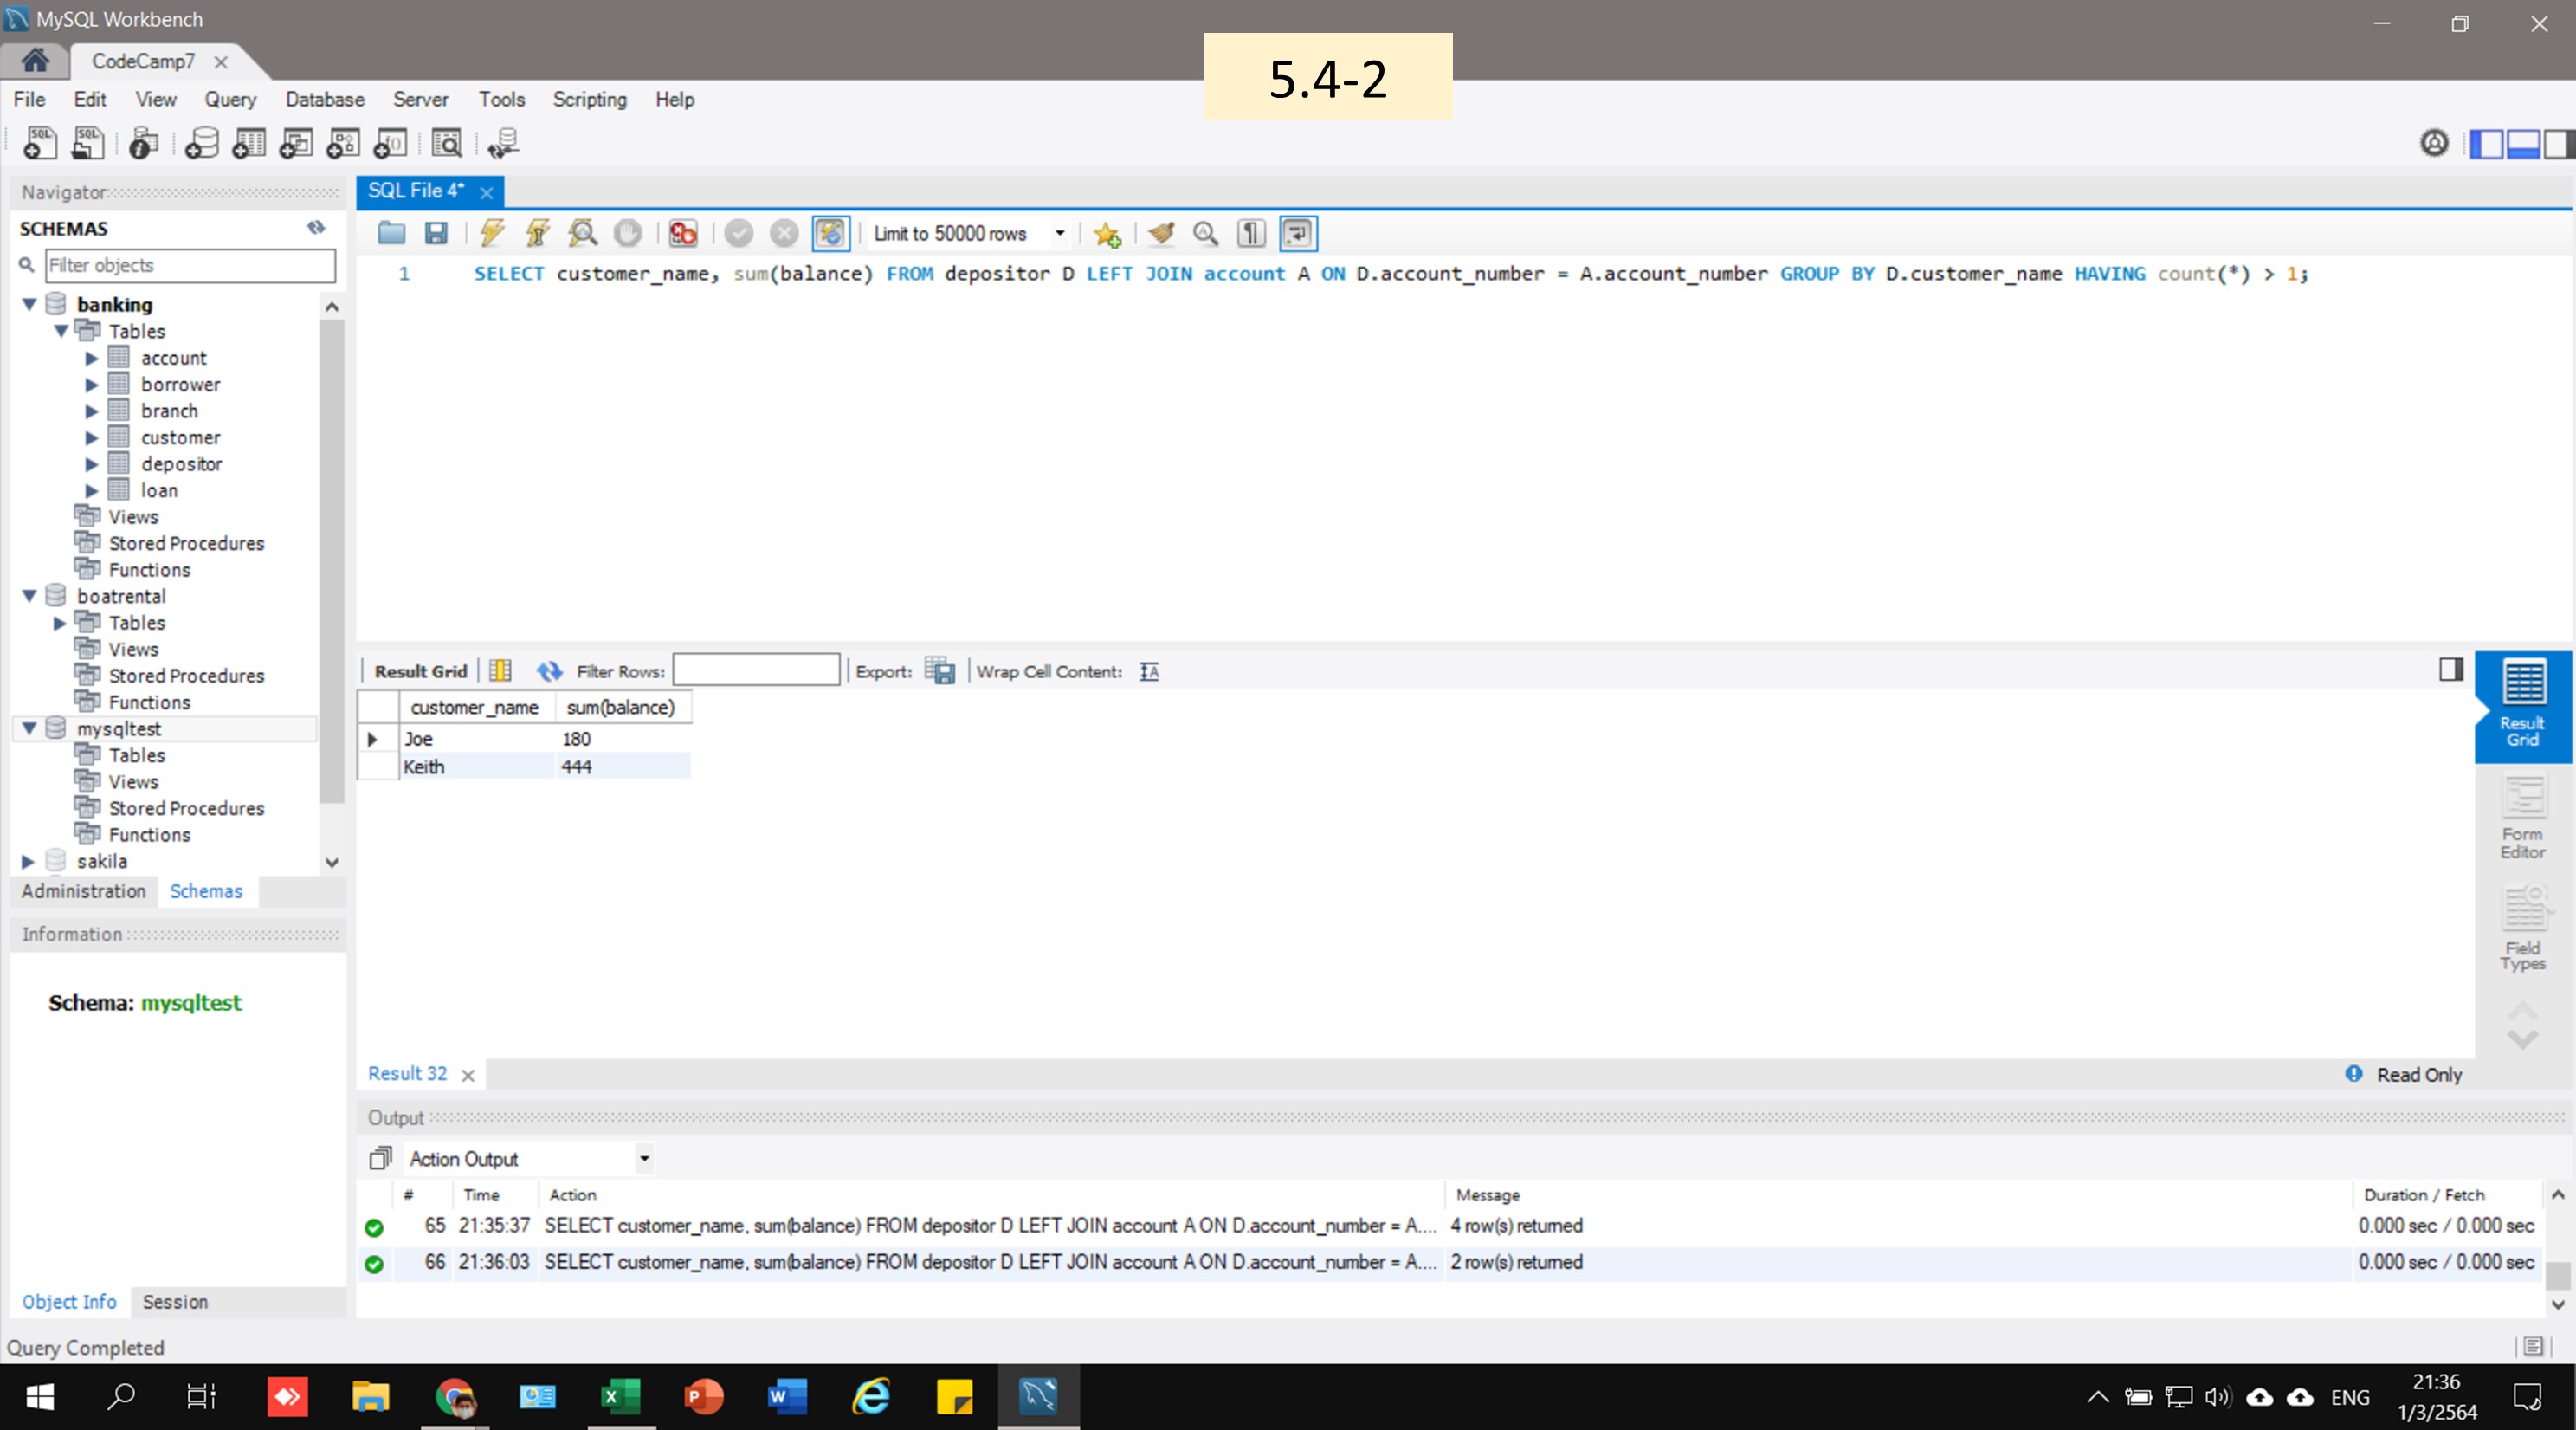 MySQL Workbench
CodeCamp7
5.4-2
File Edit View Query Database Server Tools Scripting Help
Navigator
SCHEMAS
Filter objects
banking
Tables
account
borrower
branch
customer
depositor
loan
Views
Stored Procedures
Functions
boatrental
Tables
Views
Stored Procedures
Functions
mysqltest
Tables
Views
Stored Procedures
Functions
sakila
Administration Schemas
Information
Schema: mysqltest
Object Info Session
SQL File 4*
Limit to 50000 rows
1 SELECT customer_name, sum(balance) FROM depositor D LEFT JOIN account A ON D.account_number = A.account_number GROUP BY D.customer_name HAVING count(*) > 1;
Result Grid Filter Rows: Export: Wrap Cell Content:
customer_name sum(balance)
Joe 180
Keith 444
Result Grid
Form Editor
Field Types
Result 32
Read Only
Output
Action Output
# Time Action Message Duration / Fetch
65 21:35:37 SELECT customer_name, sum(balance) FROM depositor D LEFT JOIN account A ON D.account_number = A.... 4 row(s) returned 0.000 sec / 0.000 sec
66 21:36:03 SELECT customer_name, sum(balance) FROM depositor D LEFT JOIN account A ON D.account_number = A.... 2 row(s) returned 0.000 sec / 0.000 sec
Query Completed
ENG
21:36
1/3/2564